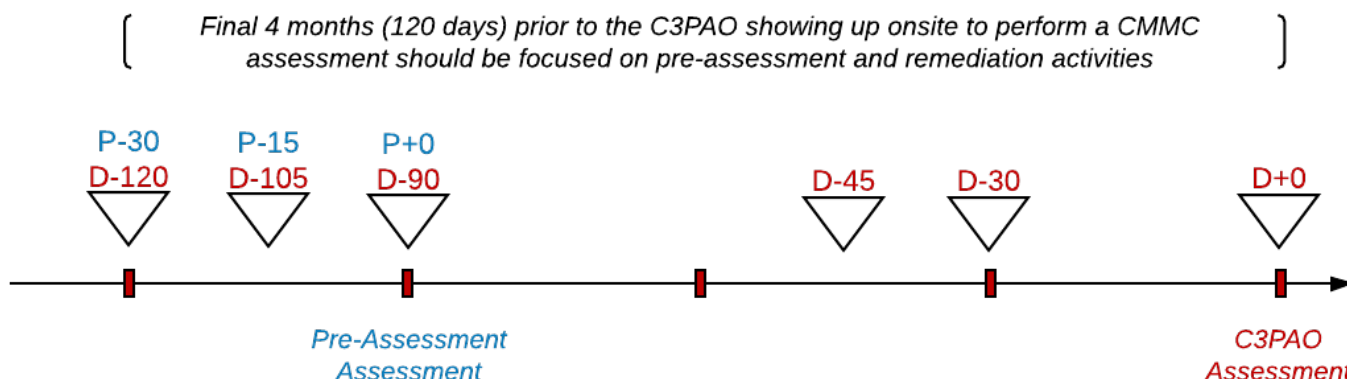 Final 4 months (120 days) prior to the C3PAO showing up onsite to perform a CMMC
assessment should be focused on pre-assessment and remediation activities
P-30 P-15 P+0
D-120 D-105 D-90 D-45 D-30 D+0
Pre-Assessment C3PAO
Assessment Assessment